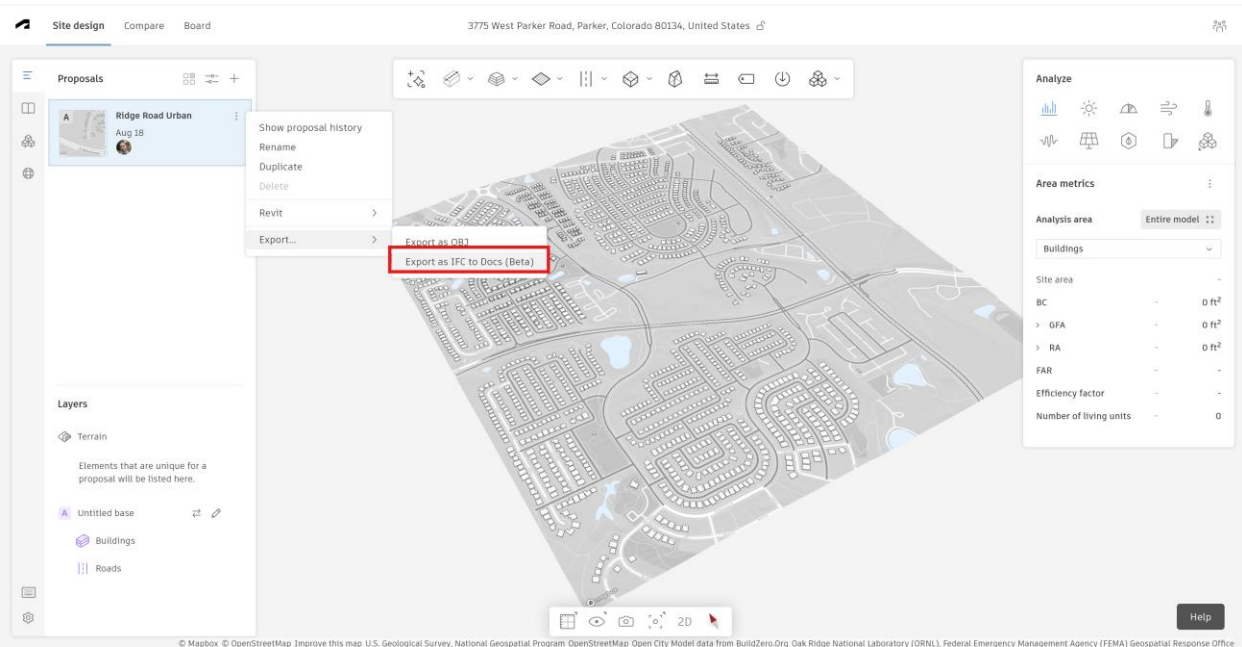 Site design Compare Board
3775 West Parker Road, Parker, Colorado 80134, United States
Proposals
A
Ridge Road Urban
Aug 18
Show proposal history
Rename
Duplicate
Delete
Revit
Export...
Export as OBJ
Export as IFC to Docs (Beta)
Layers
Terrain
Elements that are unique for a
proposal will be listed here.
A Untitled base
Buildings
Roads
Analyze
Area metrics
Analysis area Entire model
Buildings
Site area -
BC - 0 ft²
GFA - 0 ft²
RA - 0 ft²
FAR - -
Efficiency factor - -
Number of living units - 0
2D
Help
© Mapbox © OpenStreetMap Improve this map U.S. Geological Survey, National Geospatial Program OpenStreetMap Open City Model data from BuildZero.Org Oak Ridge National Laboratory (ORNL), Federal Emergency Management Agency (FEMA) Geospatial Response Office